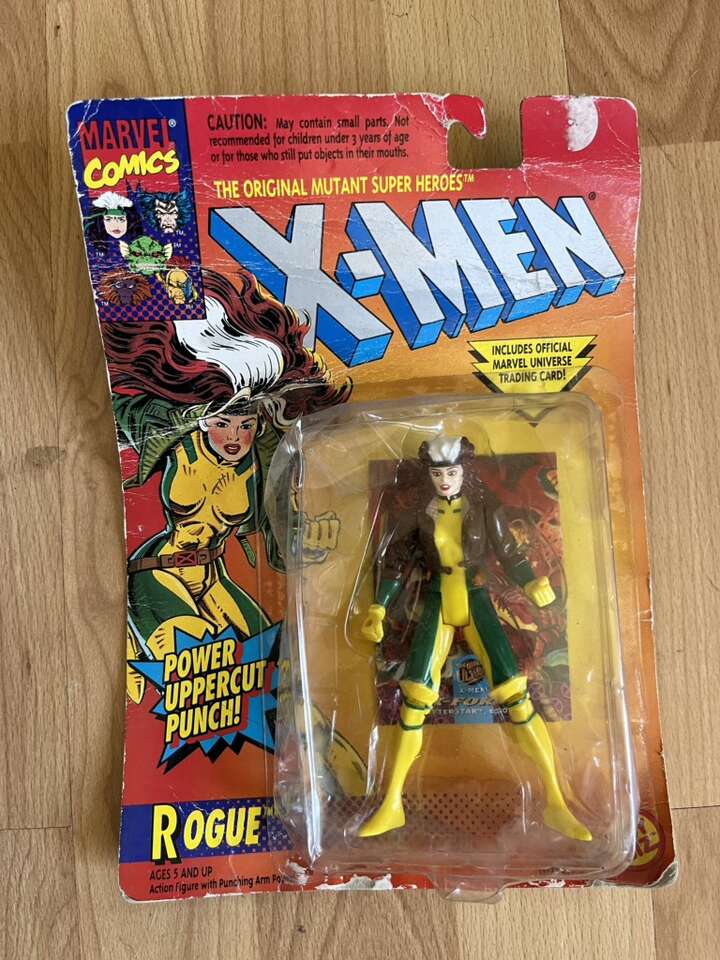 MARVEL®
COMICS
CAUTION: May contain small parts. Not
recommended for children under 3 years of age
or for those who still put objects in their mouths.
THE ORIGINAL MUTANT SUPER HEROES™
X-MEN®
INCLUDES OFFICIAL
MARVEL UNIVERSE
TRADING CARD!
POWER
UPPERCUT
PUNCH!
X-MEN
ROGUE™
AGES 5 AND UP
Action Figure with Punching Arm